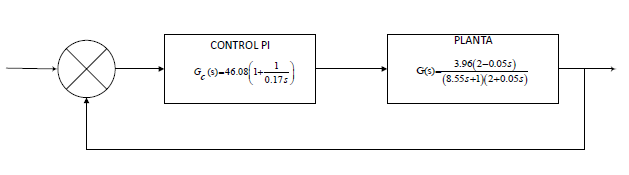 CONTROL PI
G_c (s)=46.08(1+ 1/0.17s)
PLANTA
G(s)= 3.96(2−0.05s)/(8.55s+1)(2+0.05s)